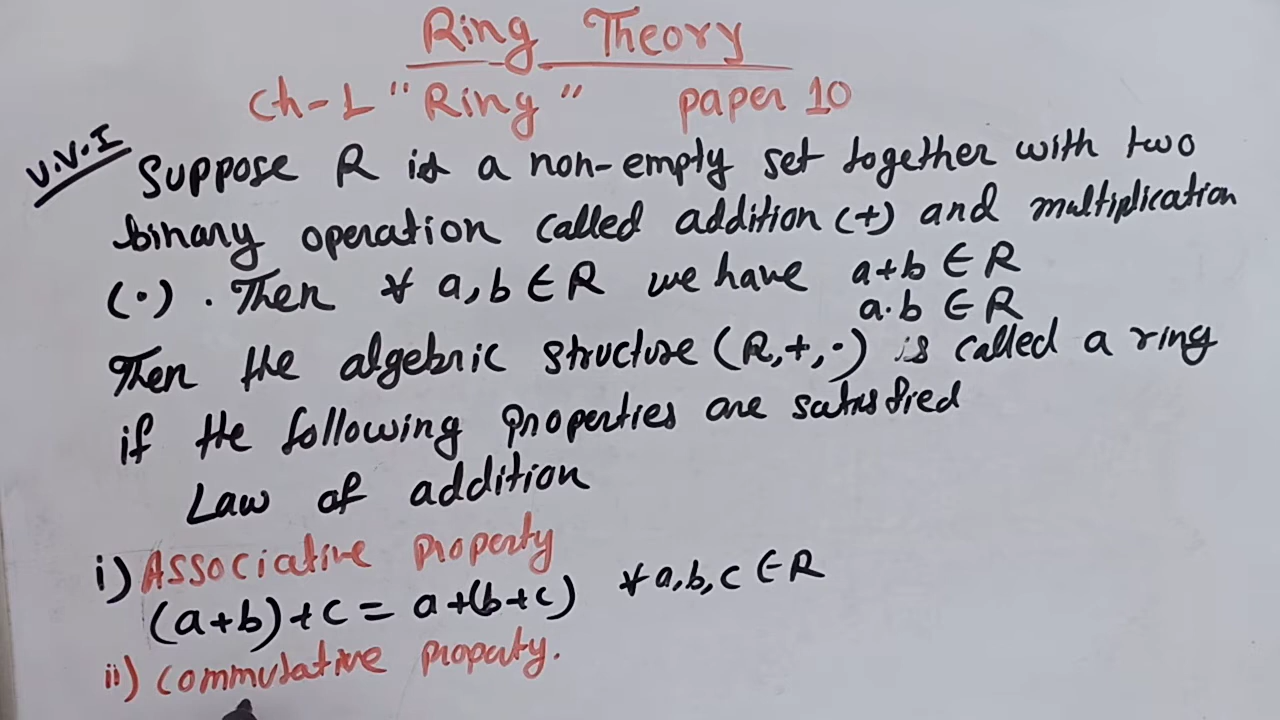 Ring Theory
Ch-1 "Ring" paper 10
V.V.I
Suppose R is a non-empty set together with two
binary operation called addition (+) and multiplication
(·). Then ∀ a,b ∈ R we have a+b ∈ R
a·b ∈ R
Then the algebric structure (R,+,·) is called a ring
if the following properties are satisfied
Law of addition
i) Associative property
(a+b)+c = a+(b+c) ∀ a,b,c ∈ R
ii) Commutative property.